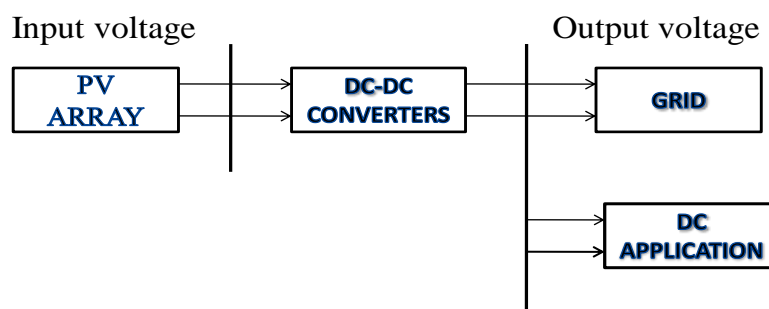 Input voltage
Output voltage
PV
ARRAY
DC-DC
CONVERTERS
GRID
DC
APPLICATION